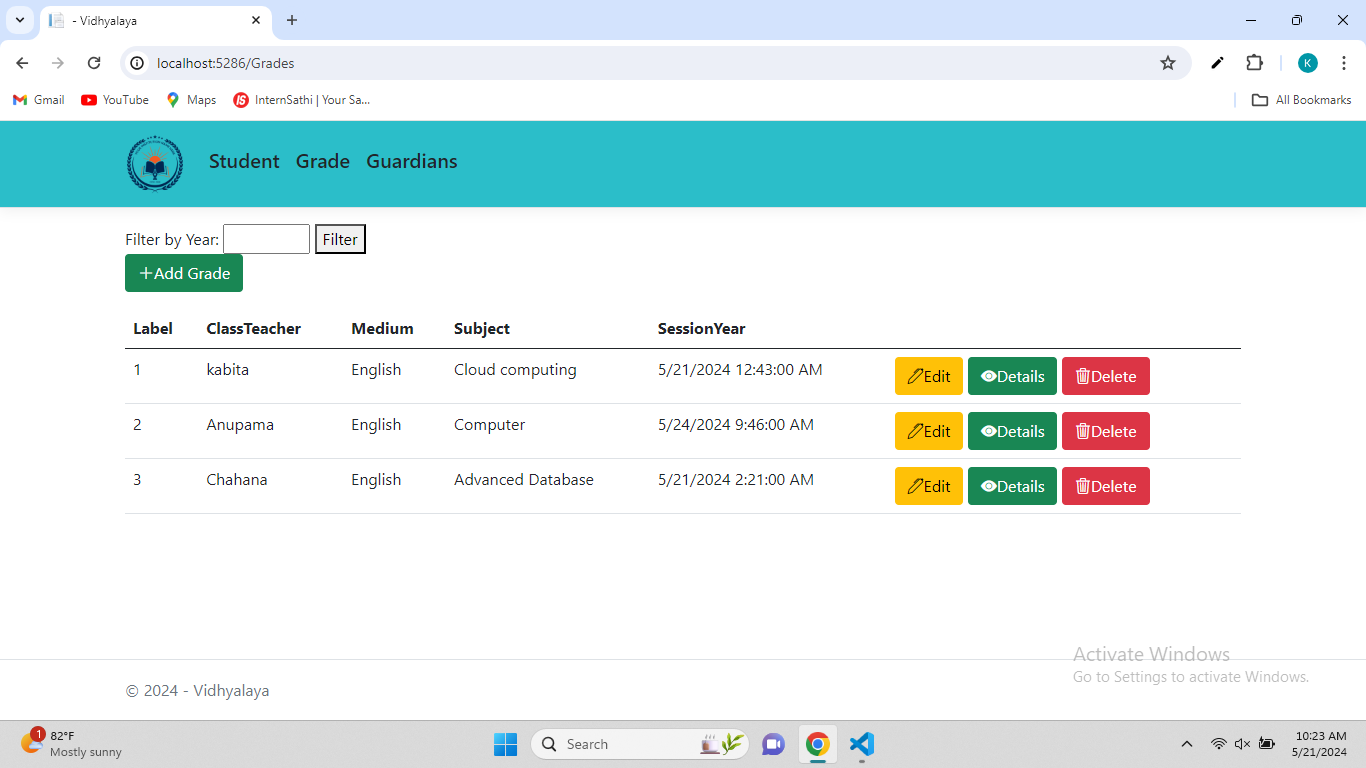 - Vidhyalaya
localhost:5286/Grades
Gmail YouTube Maps InternSathi | Your Sa... All Bookmarks
K
Student Grade Guardians
Filter by Year: Filter
+Add Grade
Label ClassTeacher Medium Subject SessionYear
1 kabita English Cloud computing 5/21/2024 12:43:00 AM Edit Details Delete
2 Anupama English Computer 5/24/2024 9:46:00 AM Edit Details Delete
3 Chahana English Advanced Database 5/21/2024 2:21:00 AM Edit Details Delete
Activate Windows
Go to Settings to activate Windows.
© 2024 - Vidhyalaya
1 82°F
Mostly sunny
Search
10:23 AM
5/21/2024